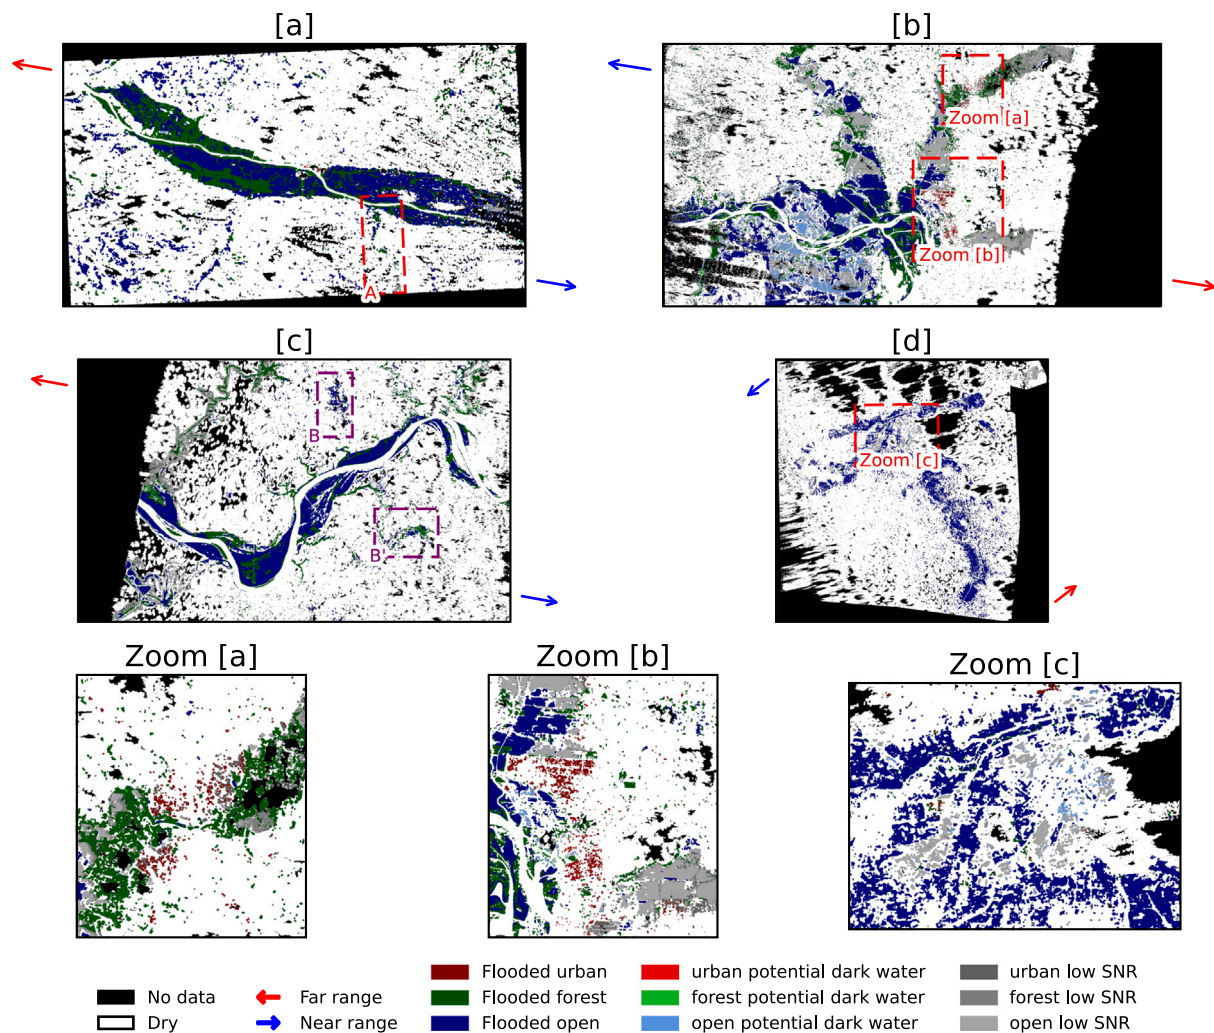 [a]
[b]
A
Zoom [a]
Zoom [b]
[c]
[d]
B
B
Zoom [c]
Zoom [a]
Zoom [b]
Zoom [c]
No data
Dry
Far range
Near range
Flooded urban
Flooded forest
Flooded open
urban potential dark water
forest potential dark water
open potential dark water
urban low SNR
forest low SNR
open low SNR